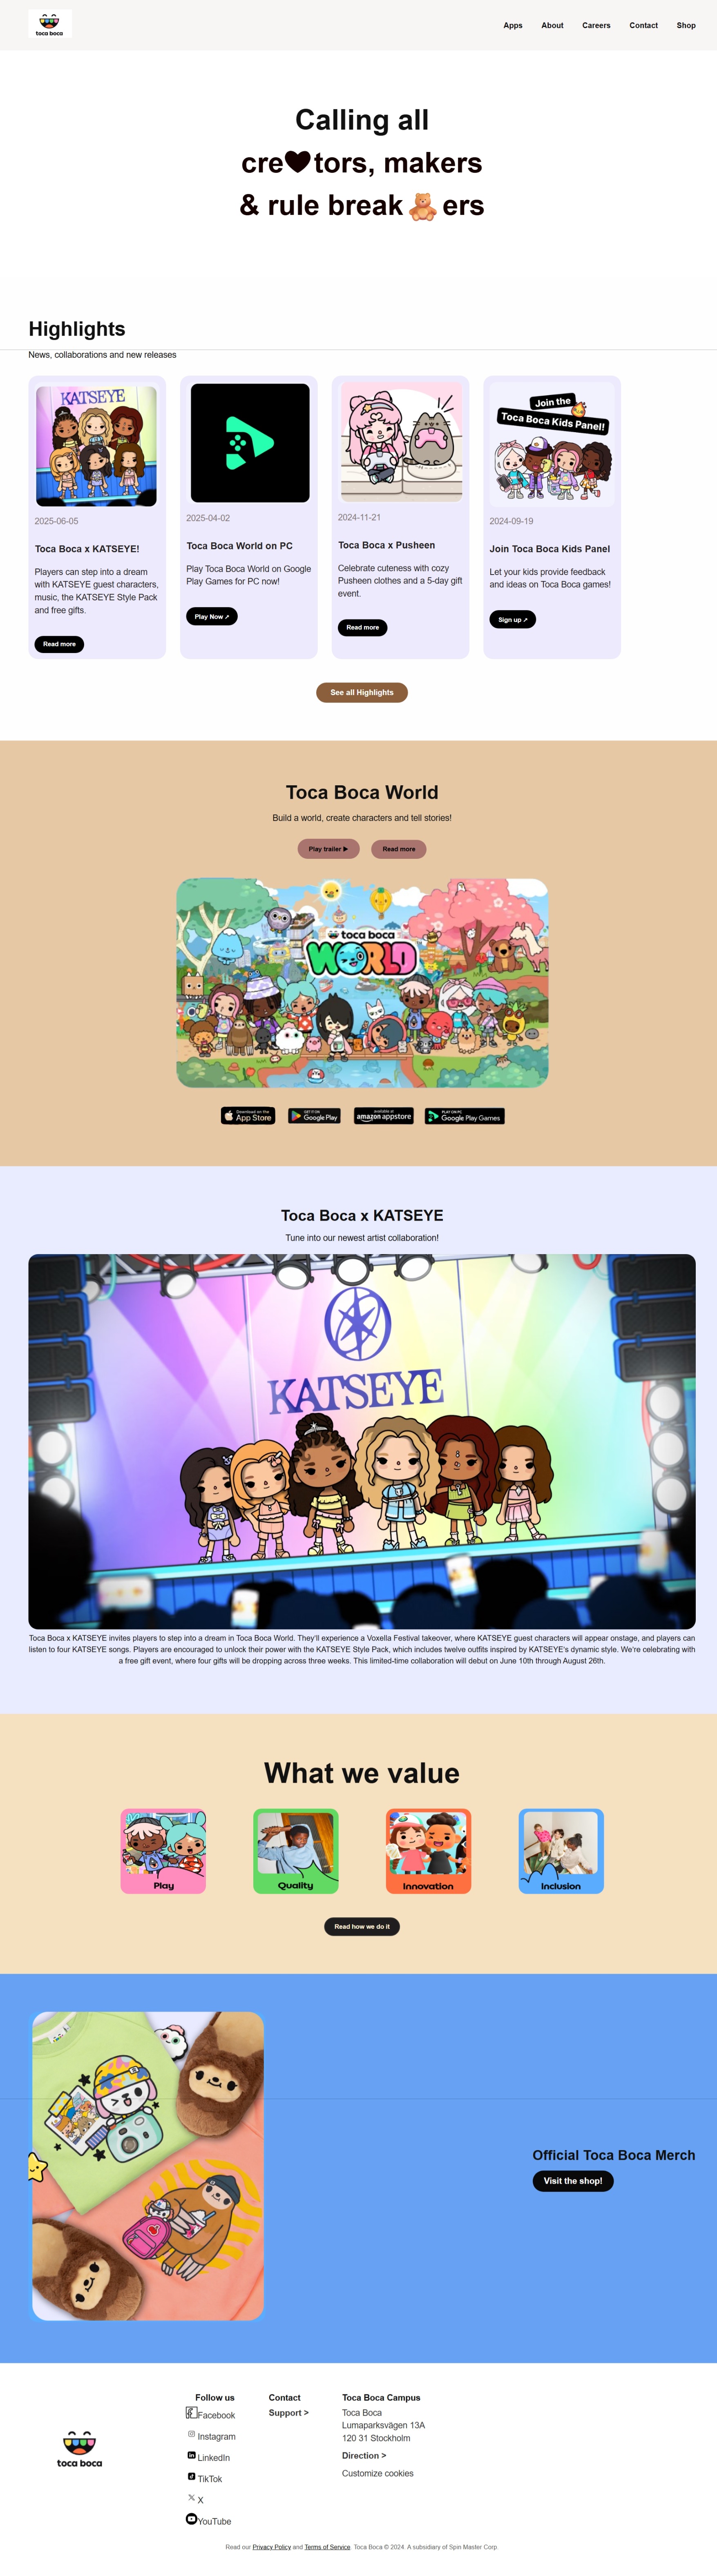 toca boca
Apps
About
Careers
Contact
Shop
Calling all
cre🖤tors, makers
& rule break🧸ers
Highlights
News, collaborations and new releases
KATSEYE
2025-06-05
Toca Boca x KATSEYE!
Players can step into a dream
with KATSEYE guest characters,
music, the KATSEYE Style Pack
and free gifts.
Read more
2025-04-02
Toca Boca World on PC
Play Toca Boca World on Google
Play Games for PC now!
Play Now ↗
2024-11-21
Toca Boca x Pusheen
Celebrate cuteness with cozy
Pusheen clothes and a 5-day gift
event.
Read more
Join the
Toca Boca Kids Panel!
2024-09-19
Join Toca Boca Kids Panel
Let your kids provide feedback
and ideas on Toca Boca games!
Sign up ↗
See all Highlights
Toca Boca World
Build a world, create characters and tell stories!
Play trailer ▶
Read more
toca boca
WORLD
Download on the
App Store
GET IT ON
Google Play
available at
amazon appstore
PLAY ON PC
Google Play Games
Toca Boca x KATSEYE
Tune into our newest artist collaboration!
KATSEYE
Toca Boca x KATSEYE invites players to step into a dream in Toca Boca World. They'll experience a Voxella Festival takeover, where KATSEYE guest characters will appear onstage, and players can
listen to four KATSEYE songs. Players are encouraged to unlock their power with the KATSEYE Style Pack, which includes twelve outfits inspired by KATSEYE's dynamic style. We're celebrating with
a free gift event, where four gifts will be dropping across three weeks. This limited-time collaboration will debut on June 10th through August 26th.
What we value
Play
Quality
Innovation
Inclusion
Read how we do it
Official Toca Boca Merch
Visit the shop!
toca boca
Follow us
Facebook
Instagram
LinkedIn
TikTok
X
YouTube
Contact
Support >
Toca Boca Campus
Toca Boca
Lumaparksvägen 13A
120 31 Stockholm
Direction >
Customize cookies
Read our Privacy Policy and Terms of Service. Toca Boca © 2024. A subsidiary of Spin Master Corp.